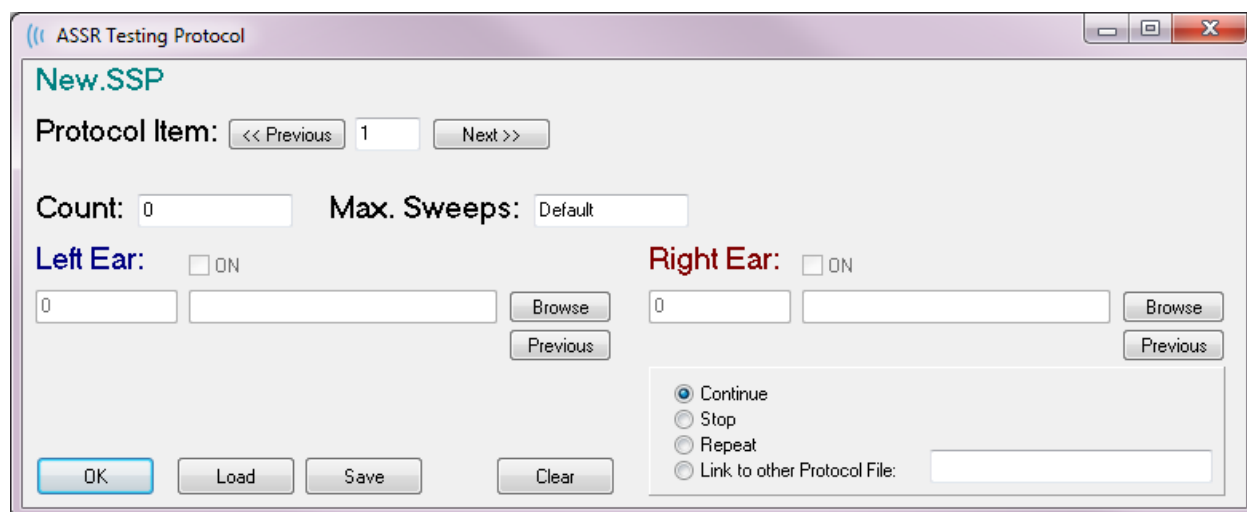 ASSR Testing Protocol
New.SSP
Protocol Item: << Previous 1 Next >>
Count: 0 Max. Sweeps: Default
Left Ear: ON Right Ear: ON
0 Browse 0 Browse
Previous Previous
Continue
Stop
Repeat
Link to other Protocol File:
OK Load Save Clear